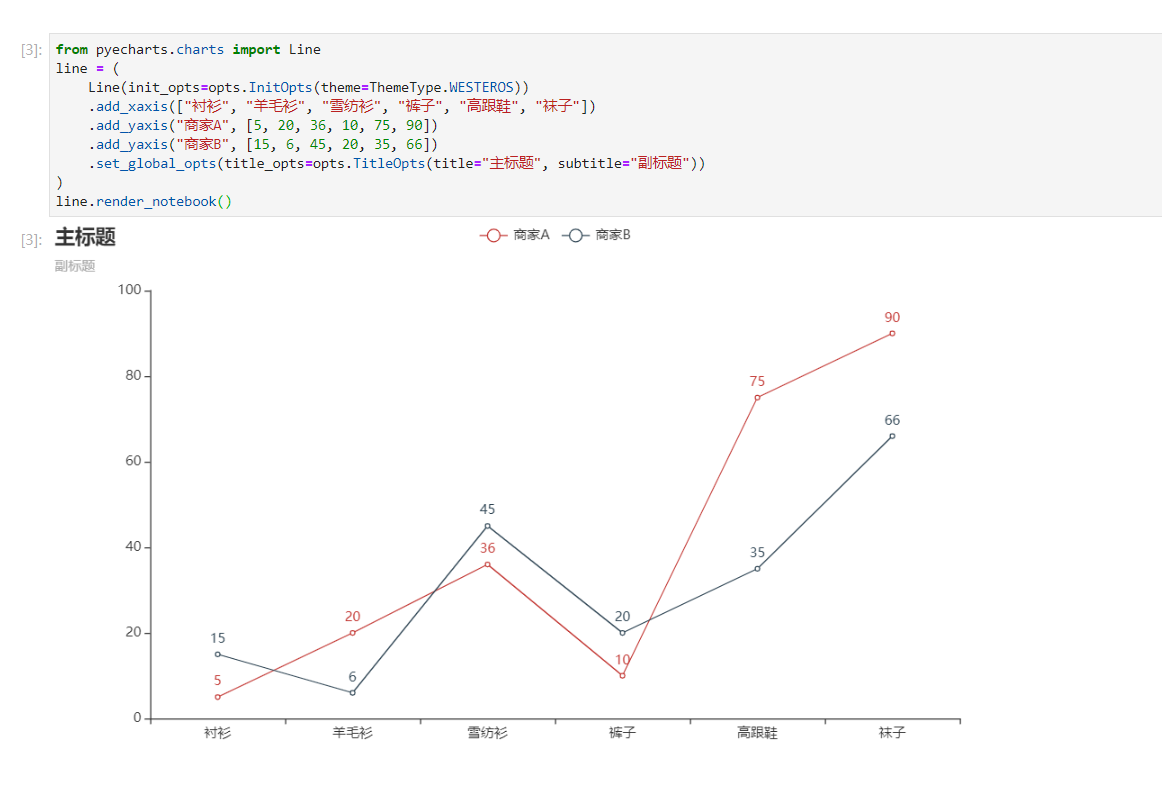 [3]: from pyecharts.charts import Line
line = (
    Line(init_opts=opts.InitOpts(theme=ThemeType.WESTEROS))
    .add_xaxis(["衬衫", "羊毛衫", "雪纺衫", "裤子", "高跟鞋", "袜子"])
    .add_yaxis("商家A", [5, 20, 36, 10, 75, 90])
    .add_yaxis("商家B", [15, 6, 45, 20, 35, 66])
    .set_global_opts(title_opts=opts.TitleOpts(title="主标题", subtitle="副标题"))
)
line.render_notebook()
[3]: 主标题 商家A 商家B
副标题
100
90
80
75
66
60
45
40
36
35
20
20
20
15
10
6
5
0
衬衫 羊毛衫 雪纺衫 裤子 高跟鞋 袜子